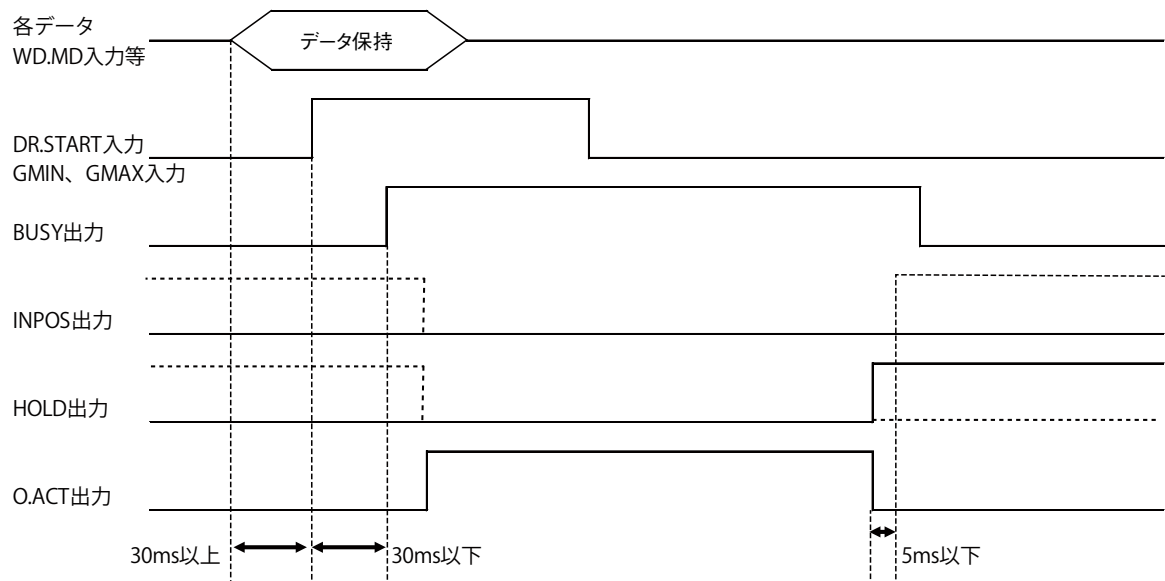 各データ
WD.MD入力等
データ保持
DR.START入力
GMIN、GMAX入力
BUSY出力
INPOS出力
HOLD出力
O.ACT出力
30ms以上
30ms以下
5ms以下